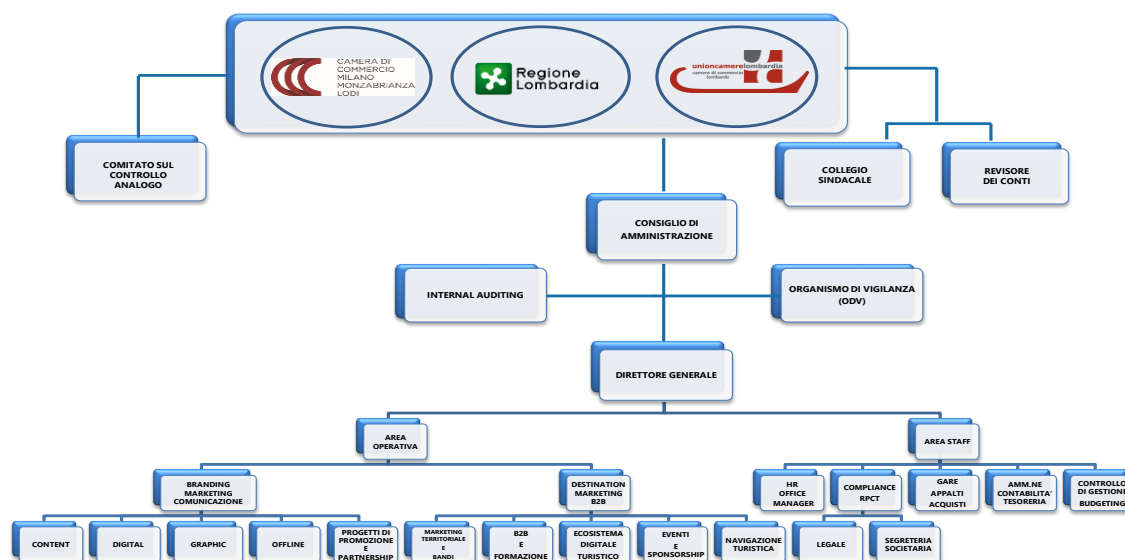 CAMERA DI
COMMERCIO
MILANO
MONZABRIANZA
LODI
Regione
Lombardia
unioncamerelombardia
camere di commercio
lombarde
COMITATO SUL
CONTROLLO
ANALOGO
COLLEGIO
SINDACALE
REVISORE
DEI CONTI
CONSIGLIO DI
AMMINISTRAZIONE
INTERNAL AUDITING
ORGANISMO DI VIGILANZA
(ODV)
DIRETTORE GENERALE
AREA
OPERATIVA
AREA STAFF
BRANDING
MARKETING
COMUNICAZIONE
DESTINATION
MARKETING
B2B
HR
OFFICE
MANAGER
COMPLIANCE
RPCT
GARE
APPALTI
ACQUISTI
AMM.NE
CONTABILITA'
TESORERIA
CONTROLLO
DI GESTIONE
BUDGETING
CONTENT
DIGITAL
GRAPHIC
OFFLINE
PROGETTI DI
PROMOZIONE
E
PARTNERSHIP
MARKETING
TERRITORIALE
E
BANDI
B2B
E
FORMAZIONE
ECOSISTEMA
DIGITALE
TURISTICO
EVENTI
E
SPONSORSHIP
NAVIGAZIONE
TURISTICA
LEGALE
SEGRETERIA
SOCIETARIA